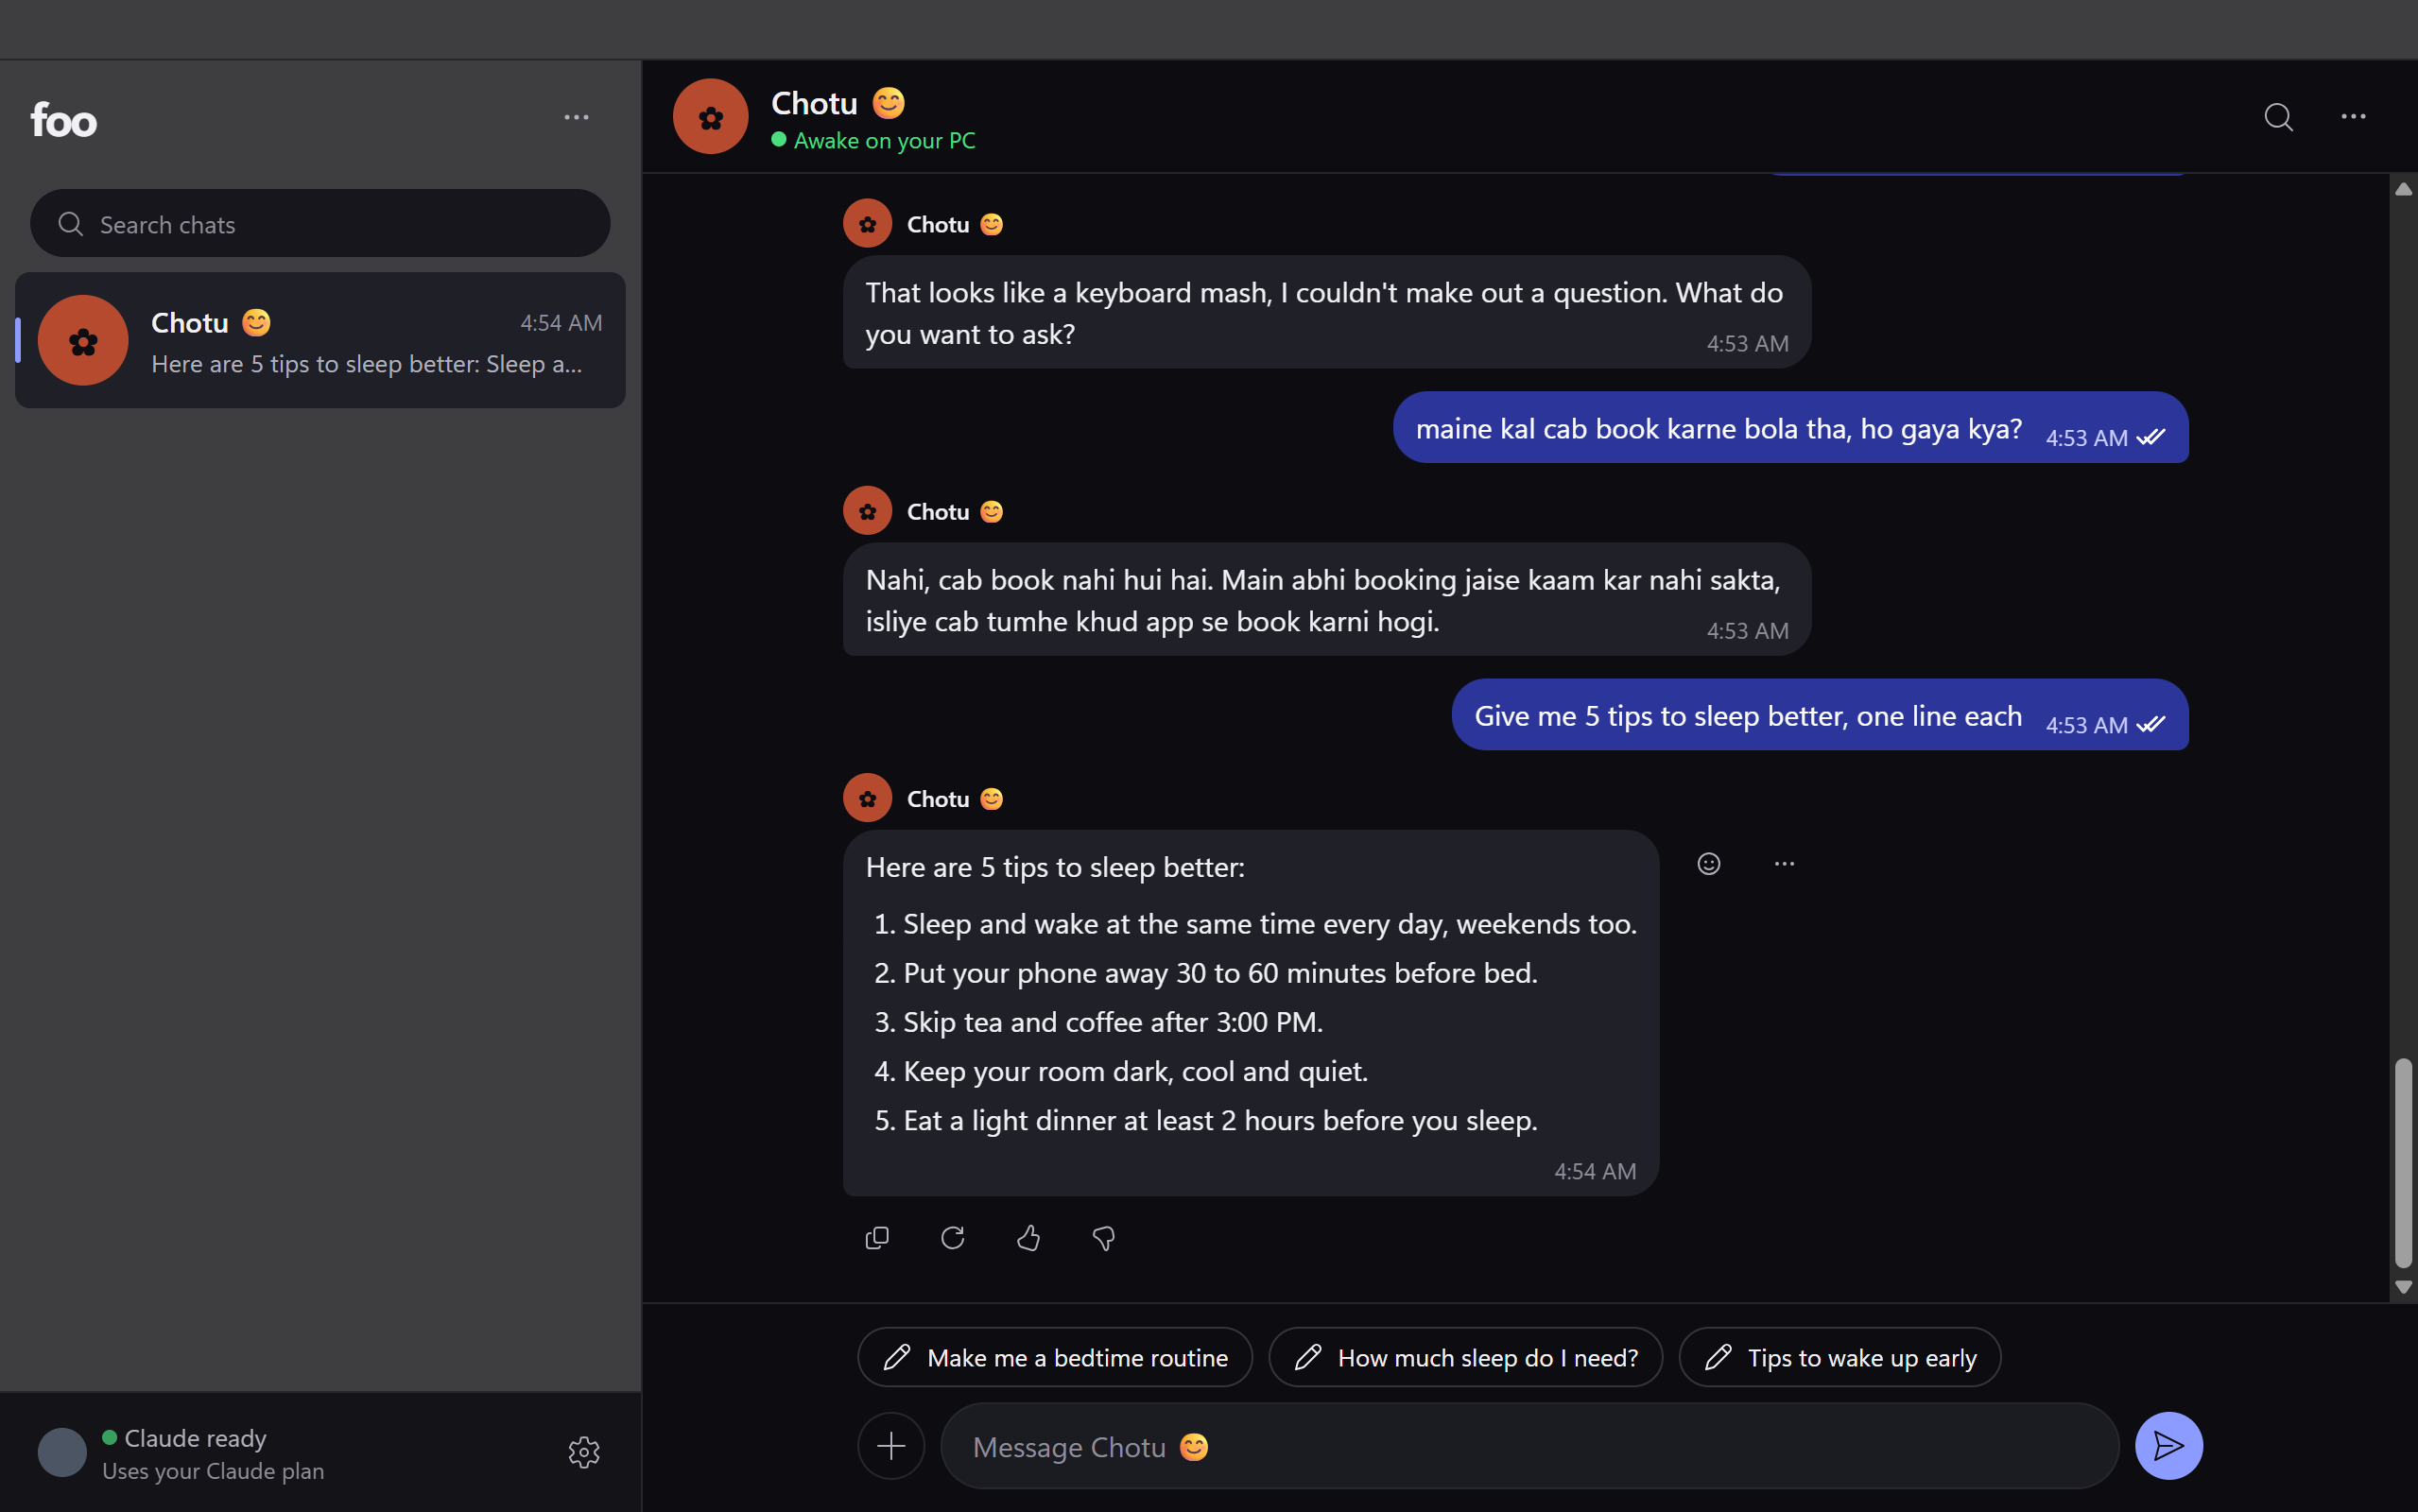 foo
Search chats
Chotu 😊
4:54 AM
Here are 5 tips to sleep better: Sleep a...
Claude ready
Uses your Claude plan
Chotu 😊
Awake on your PC
Chotu 😊
That looks like a keyboard mash, I couldn't make out a question. What do
you want to ask?
4:53 AM
maine kal cab book karne bola tha, ho gaya kya? 4:53 AM
Chotu 😊
Nahi, cab book nahi hui hai. Main abhi booking jaise kaam kar nahi sakta,
isliye cab tumhe khud app se book karni hogi.
4:53 AM
Give me 5 tips to sleep better, one line each 4:53 AM
Chotu 😊
Here are 5 tips to sleep better:
1. Sleep and wake at the same time every day, weekends too.
2. Put your phone away 30 to 60 minutes before bed.
3. Skip tea and coffee after 3:00 PM.
4. Keep your room dark, cool and quiet.
5. Eat a light dinner at least 2 hours before you sleep.
4:54 AM
Make me a bedtime routine
How much sleep do I need?
Tips to wake up early
Message Chotu 😊